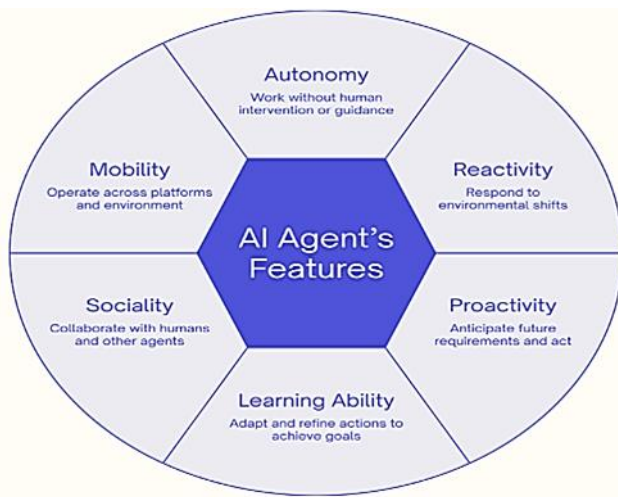 Autonomy
Work without human
intervention or guidance
Mobility
Operate across platforms
and environment
Reactivity
Respond to
environmental shifts
AI Agent's
Features
Sociality
Collaborate with humans
and other agents
Proactivity
Anticipate future
requirements and act
Learning Ability
Adapt and refine actions to
achieve goals